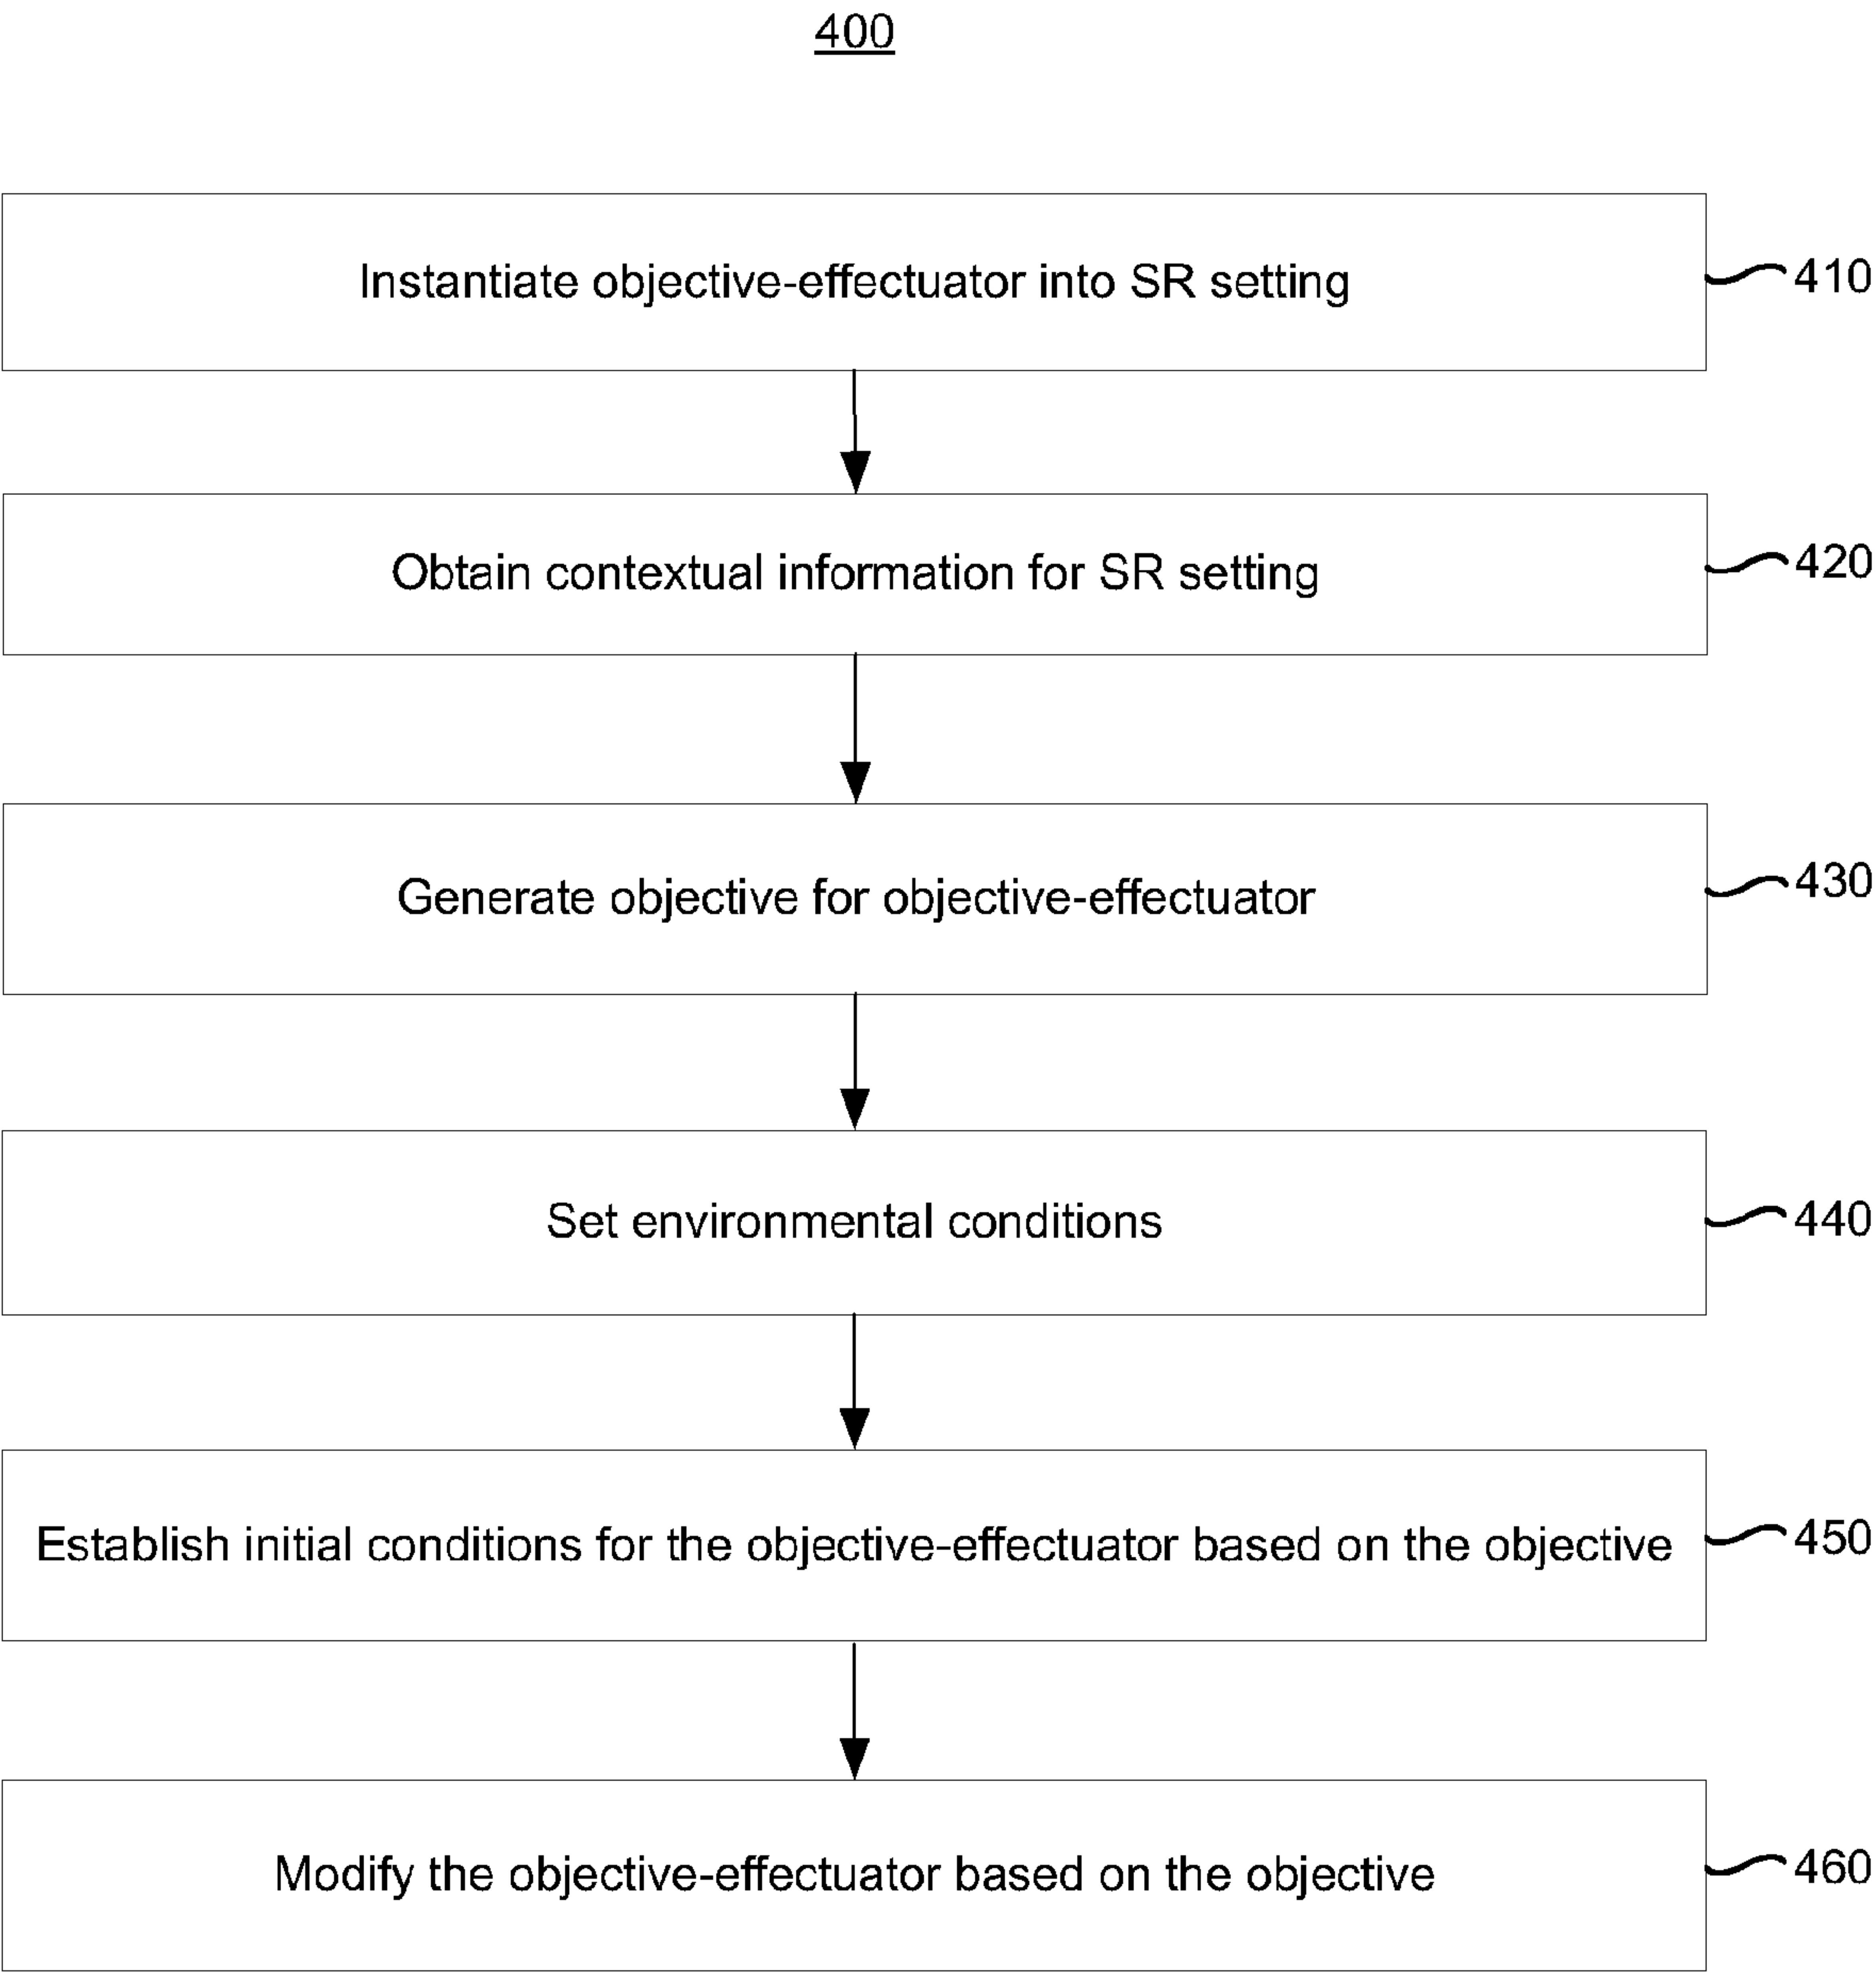 400
Instantiate objective-effectuator into SR setting
410
Obtain contextual information for SR setting
420
Generate objective for objective-effectuator
430
Set environmental conditions
440
Establish initial conditions for the objective-effectuator based on the objective
450
Modify the objective-effectuator based on the objective
460